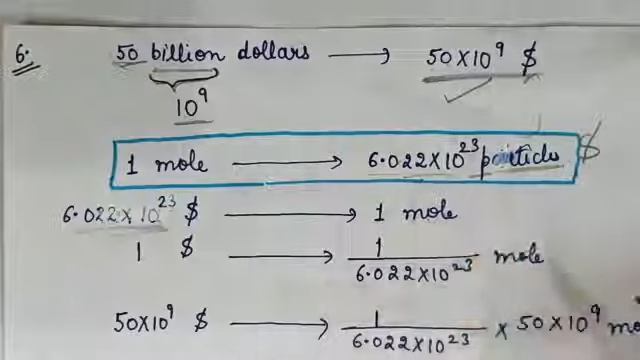 6. 50 billion dollars → 50×10⁹ $
10⁹
1 mole → 6.022×10²³ particles $
6.022×10²³ $ → 1 mole
1 $ → 1/6.022×10²³ mole
50×10⁹ $ → 1/6.022×10²³ × 50×10⁹ mo